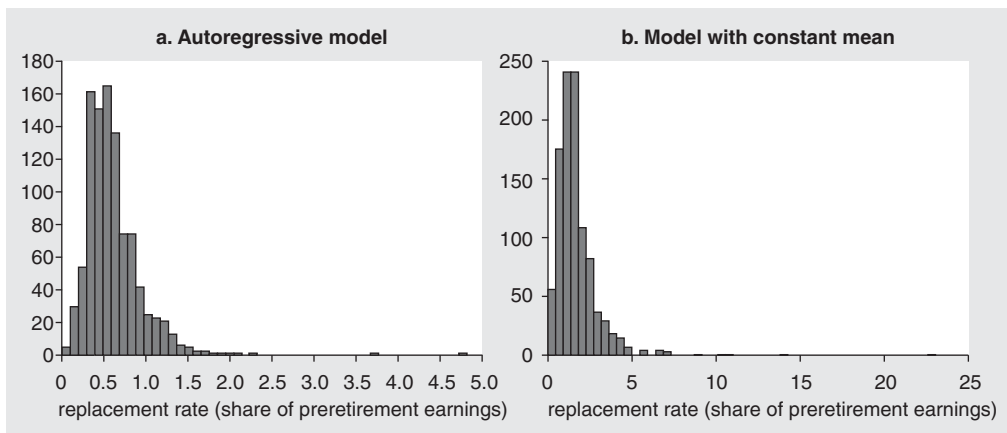 a. Autoregressive model
180
160
140
120
100
80
60
40
20
0
0 0.5 1.0 1.5 2.0 2.5 3.0 3.5 4.0 4.5 5.0
replacement rate (share of preretirement earnings)
b. Model with constant mean
250
200
150
100
50
0
0 5 10 15 20 25
replacement rate (share of preretirement earnings)